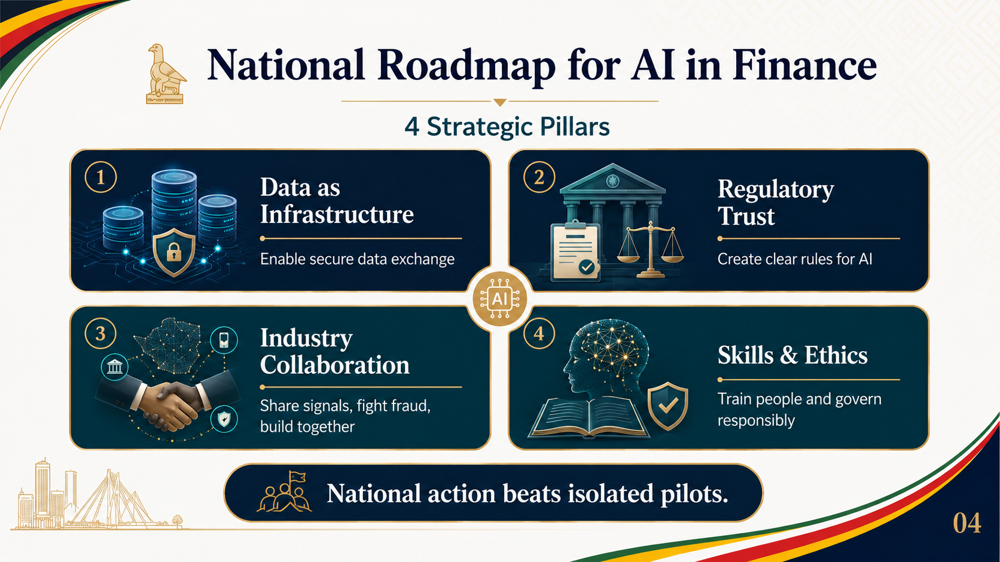 National Roadmap for AI in Finance
4 Strategic Pillars
1
Data as
Infrastructure
Enable secure data exchange
2
Regulatory
Trust
Create clear rules for AI
AI
3
Industry
Collaboration
Share signals, fight fraud,
build together
4
Skills & Ethics
Train people and govern
responsibly
National action beats isolated pilots.
04